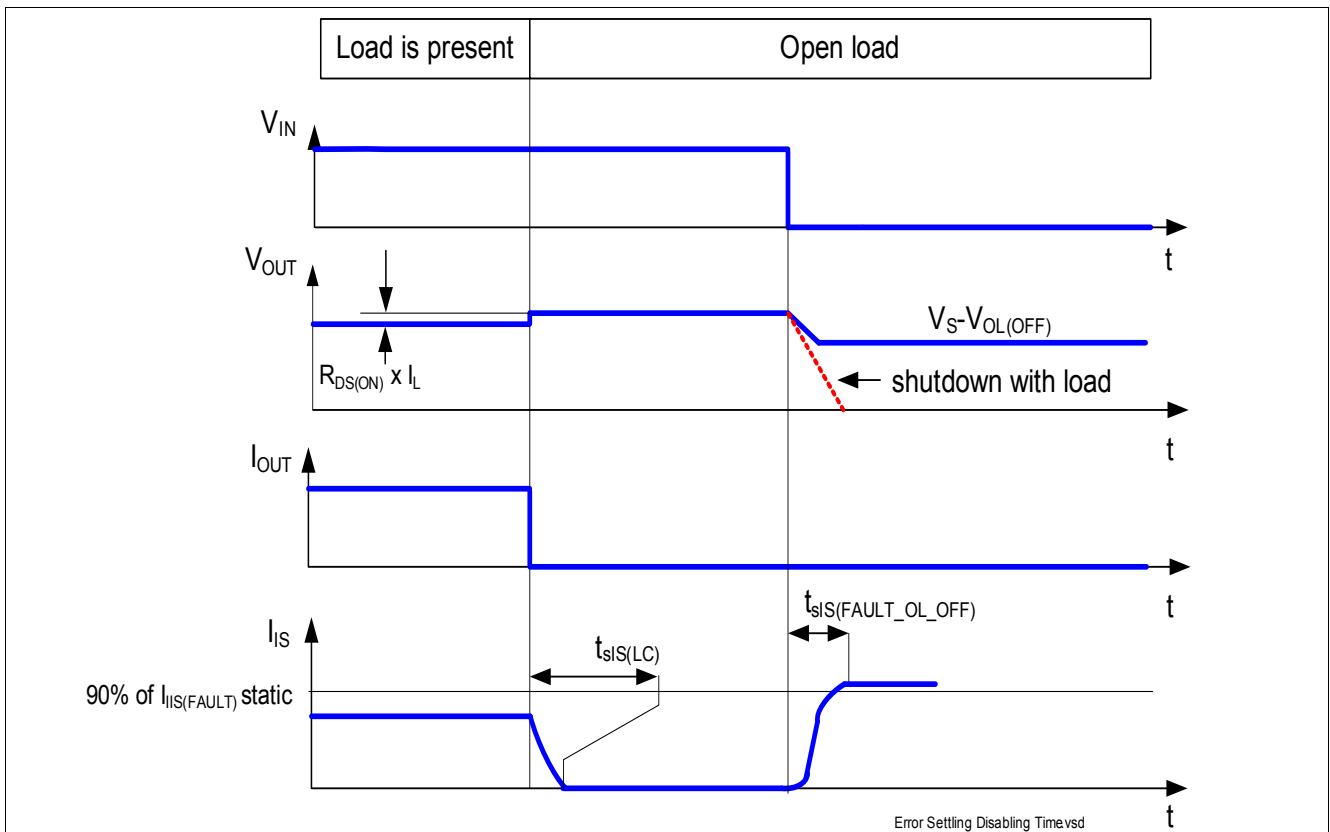 Load is present
Open load
VIN
t
VOUT
VS-VOL(OFF)
RDS(ON) x IL
shutdown with load
t
IOUT
t
tsIS(FAULT_OL_OFF)
IIS
tsIS(LC)
90% of IIIS(FAULT) static
t
Error Settling Disabling Time.vsd